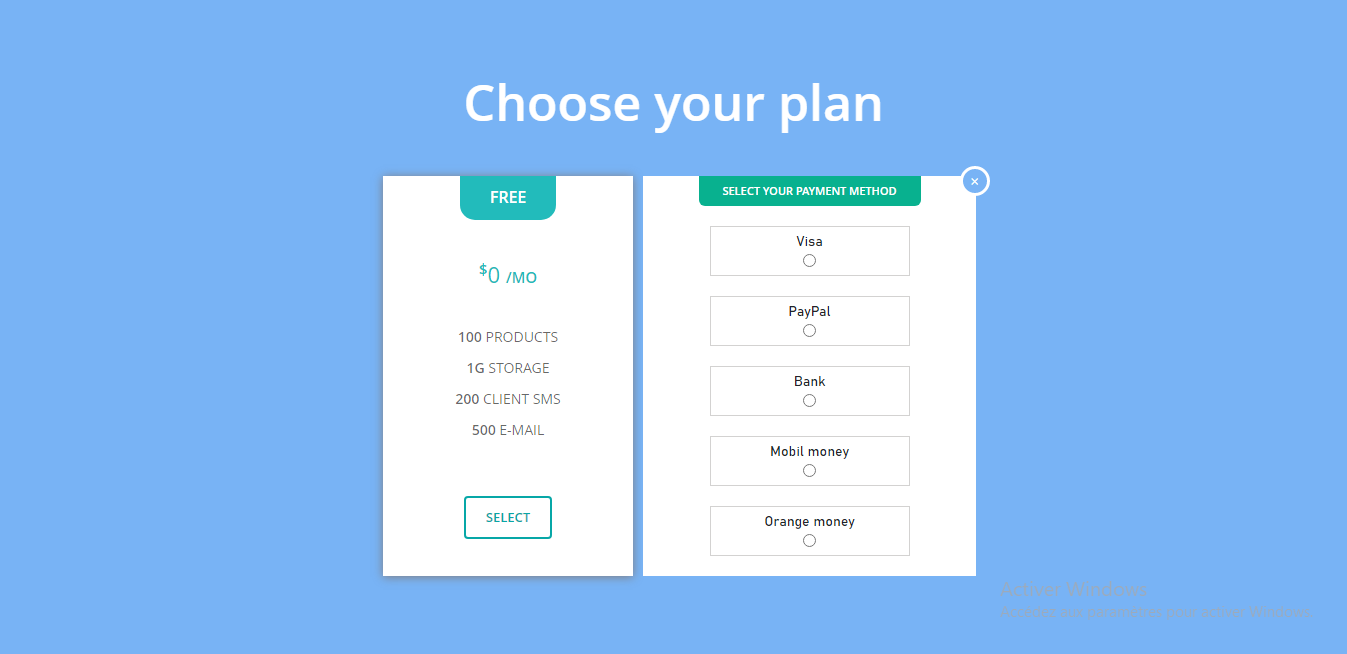 Choose your plan
FREE
$0 /MO
100 PRODUCTS
1G STORAGE
200 CLIENT SMS
500 E-MAIL
SELECT
SELECT YOUR PAYMENT METHOD
×
Visa
PayPal
Bank
Mobil money
Orange money
Activer Windows
Accédez aux paramètres pour activer Windows.